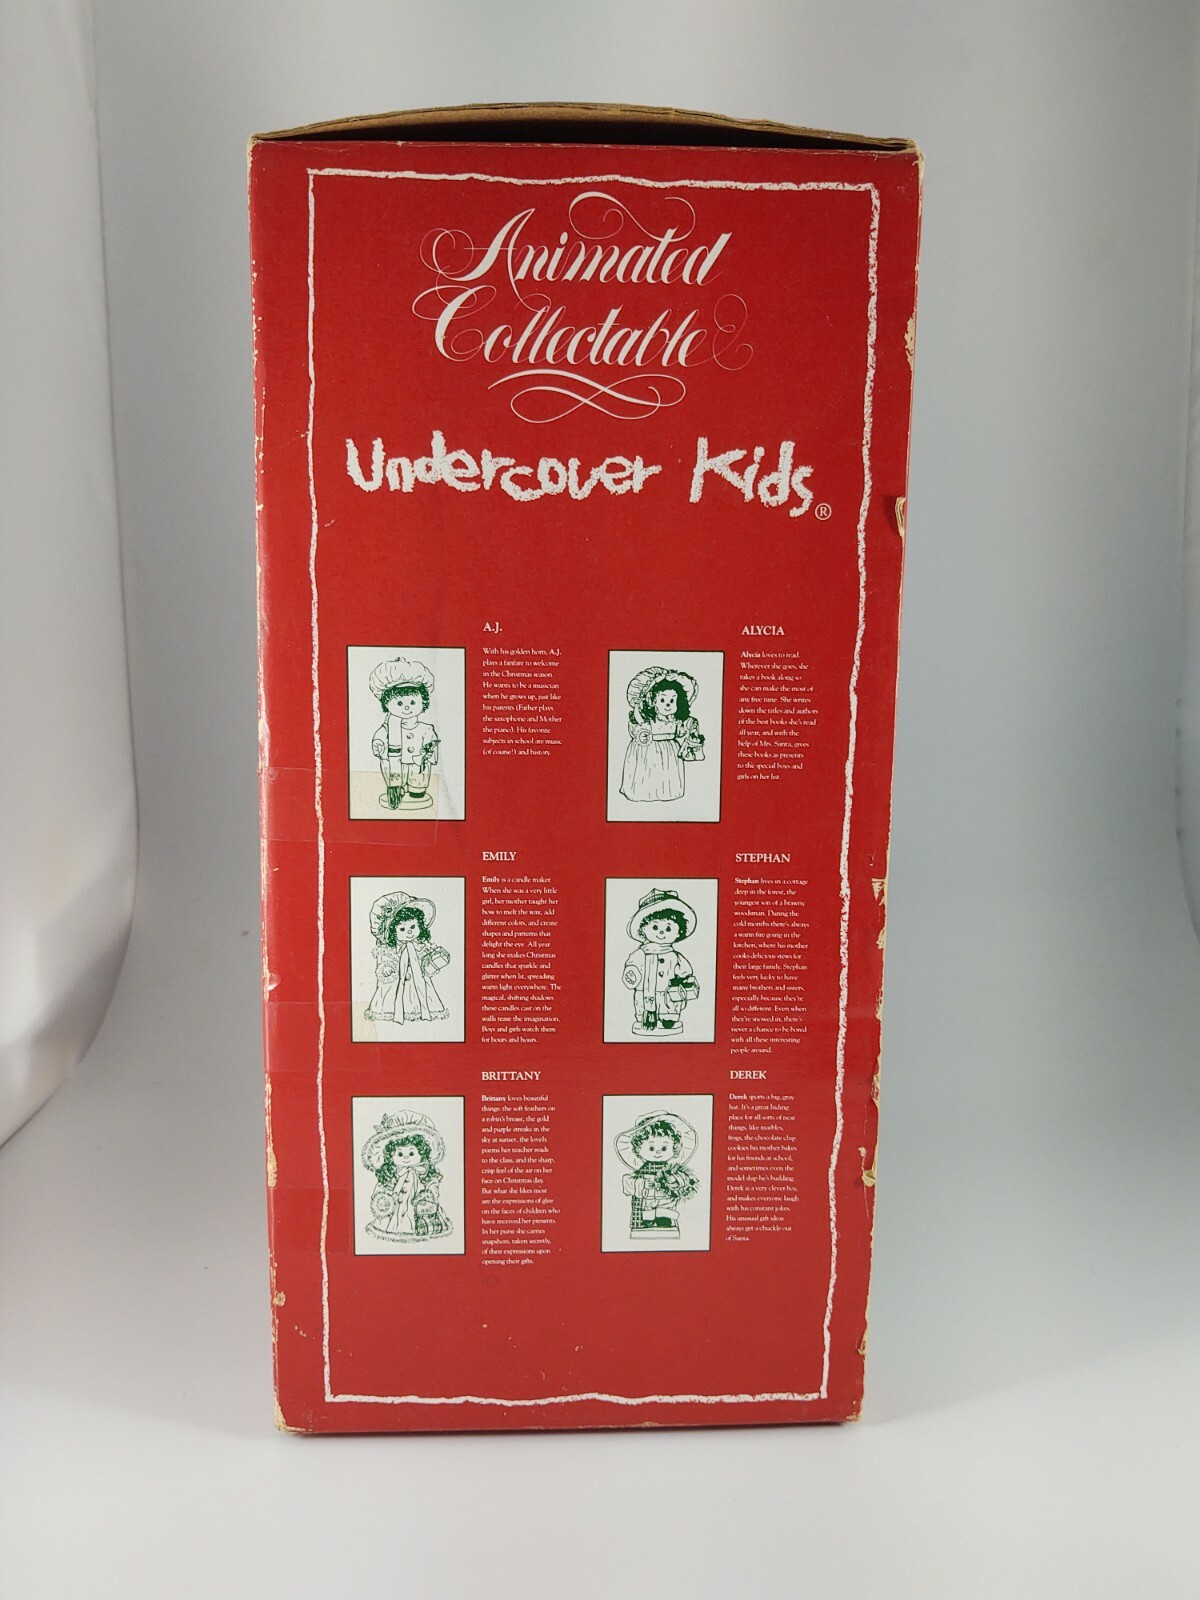 Animated
Collectable
Undercover Kids®
A.J.
With his golden horn, A.J.
plays a fanfare to welcome
in the Christmas season.
He wants to be a musician
when he grows up, just like
his parents (Father plays
the saxophone and Mother
the piano). His favorite
subjects in school are music
(of course!) and history.
ALYCIA
Alycia loves to read.
Wherever she goes, she
takes a book along so
she can make the most of
any free time. She writes
down the titles and authors
of the best books she's read
all year, and with the
help of Mrs. Santa, gives
these books as presents
to the special boys and
girls on her list.
EMILY
Emily is a candle maker.
When she was a very little
girl, her mother taught her
how to melt the wax, add
different colors, and create
shapes and patterns that
delight the eye. All year
long she makes Christmas
candles that sparkle and
glitter when lit, spreading
warm light everywhere. The
magical, shifting shadows
these candles cast on the
walls tease the imagination.
Boys and girls watch them
for hours and hours.
STEPHAN
Stephan lives in a cottage
deep in the forest, the
youngest son of a brawny
woodsman. During the
cold months there's always
a warm fire going in the
kitchen, where his mother
cooks delicious stews for
their large family. Stephan
feels very lucky to have
many brothers and sisters,
especially because they're
all so different. Even when
they're snowed in, there's
never a chance to be bored
with all these interesting
people around.
BRITTANY
Brittany loves beautiful
things: the soft feathers on
a robin's breast, the gold
and purple streaks in the
sky at sunset, the lovely
poems her teacher reads
to the class, and the sharp,
crisp feel of the air on her
face on Christmas day.
But what she likes most
are the expressions of glee
on the faces of children who
have received her presents.
In her purse she carries
snapshots, taken secretly,
of their expressions upon
opening their gifts.
DEREK
Derek sports a big, gray
hat. It's a great hiding
place for all sorts of neat
things, like marbles,
frogs, the chocolate chip
cookies his mother bakes
for his friends at school,
and sometimes even the
model ship he's building.
Derek is a very clever boy,
and makes everyone laugh
with his constant jokes.
His unusual gift ideas
always get a chuckle out
of Santa.